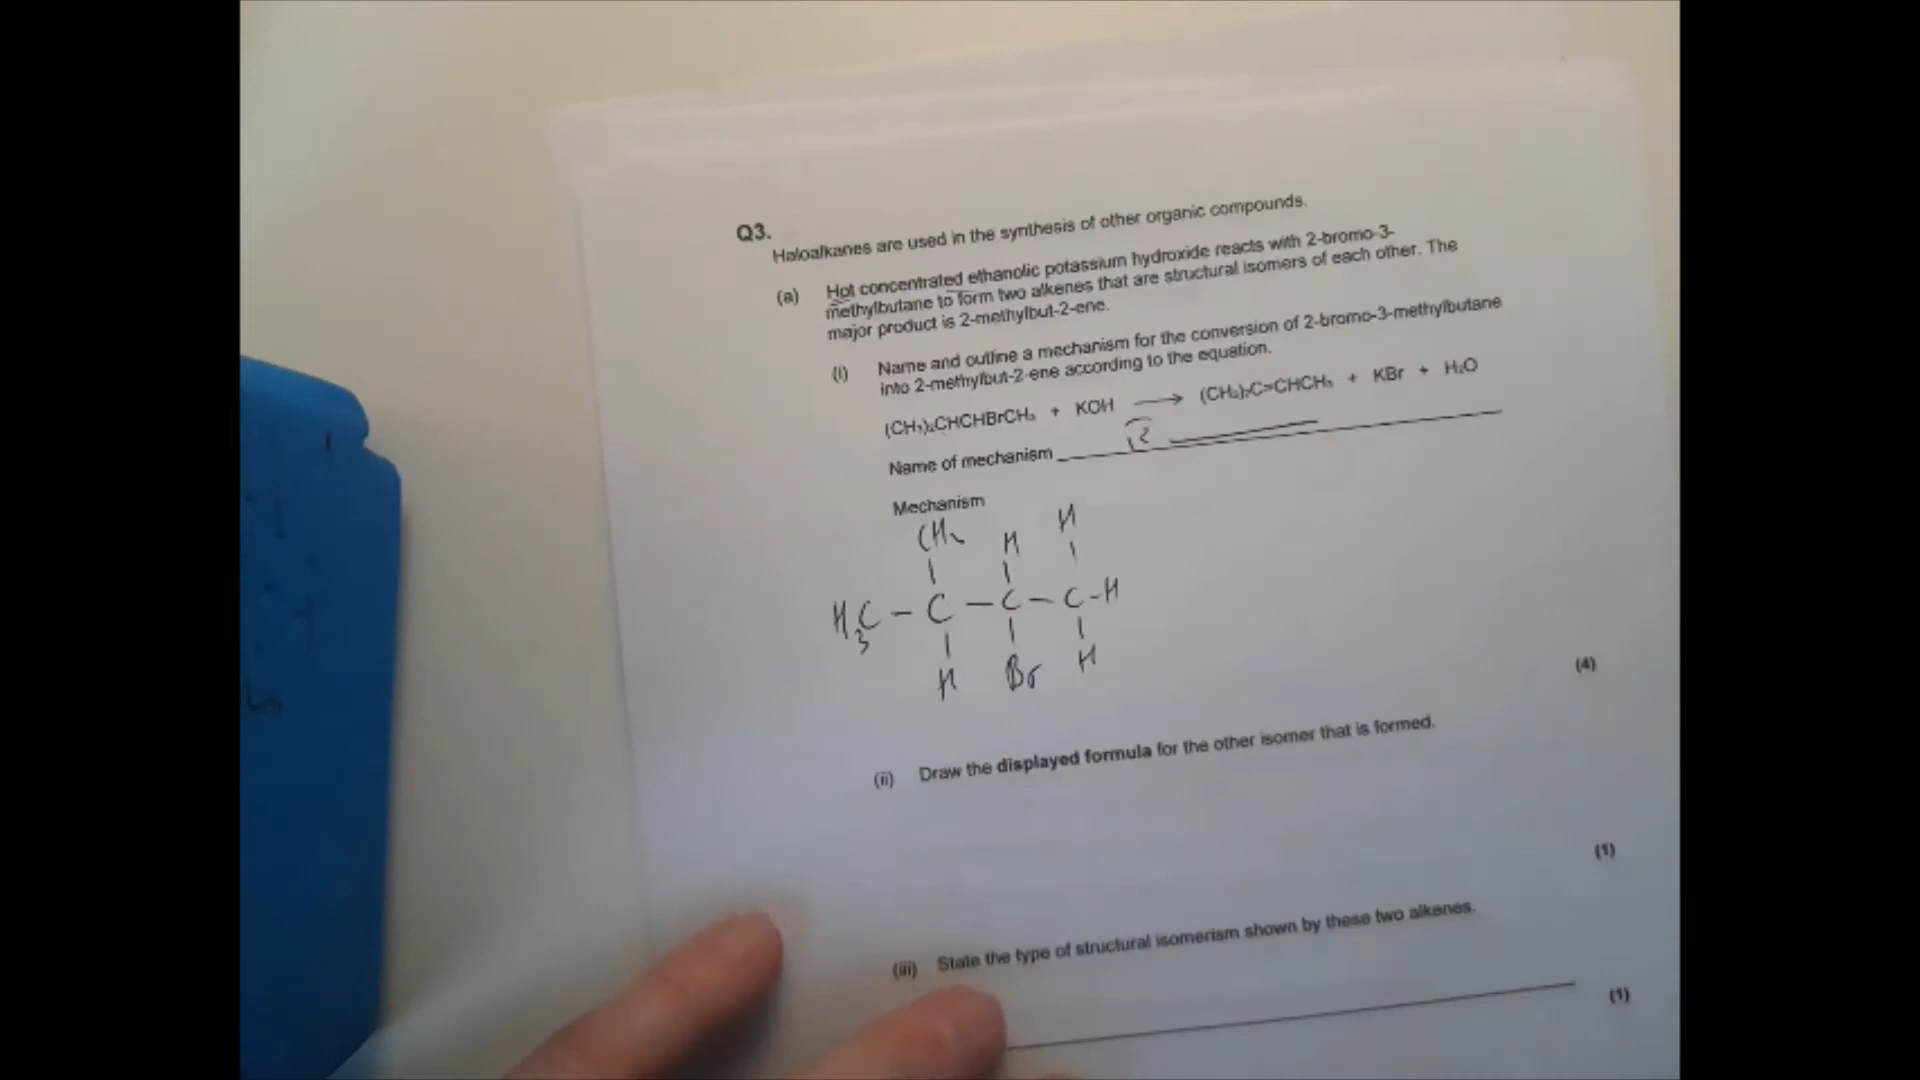 Q3.
Haloalkanes are used in the synthesis of other organic compounds.
(a) Hot concentrated ethanolic potassium hydroxide reacts with 2-bromo-3-
methylbutane to form two alkenes that are structural isomers of each other. The
major product is 2-methylbut-2-ene.
(i) Name and outline a mechanism for the conversion of 2-bromo-3-methylbutane
into 2-methylbut-2-ene according to the equation.
(CH₃)₂CHCHBrCH₃ + KOH ⟶ (CH₃)₂C=CHCH₃ + KBr + H₂O
Name of mechanism
Mechanism
CH₃ H H
H₃C – C – C – C – H
H Br H
(4)
(ii) Draw the displayed formula for the other isomer that is formed.
(1)
(iii) State the type of structural isomerism shown by these two alkenes.
(1)